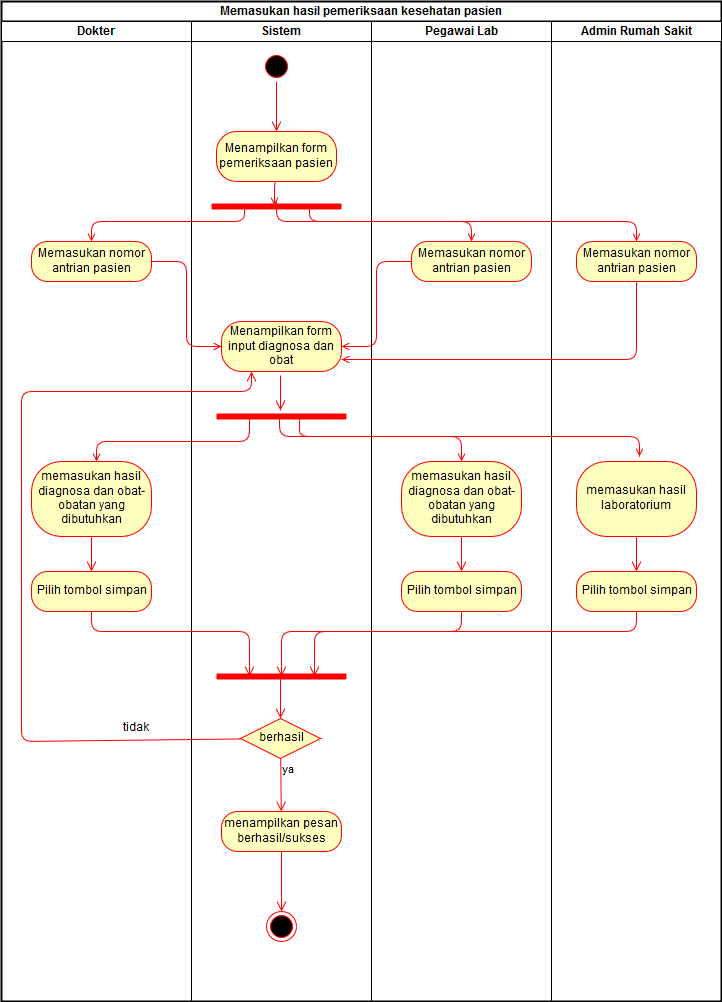 Memasukan hasil pemeriksaan kesehatan pasien
Dokter
Sistem
Pegawai Lab
Admin Rumah Sakit
Menampilkan form
pemeriksaan pasien
Memasukan nomor
antrian pasien
Memasukan nomor
antrian pasien
Memasukan nomor
antrian pasien
Menampilkan form
input diagnosa dan
obat
memasukan hasil
diagnosa dan obat-
obatan yang
dibutuhkan
memasukan hasil
diagnosa dan obat-
obatan yang
dibutuhkan
memasukan hasil
laboratorium
Pilih tombol simpan
Pilih tombol simpan
Pilih tombol simpan
tidak
berhasil
ya
menampilkan pesan
berhasil/sukses